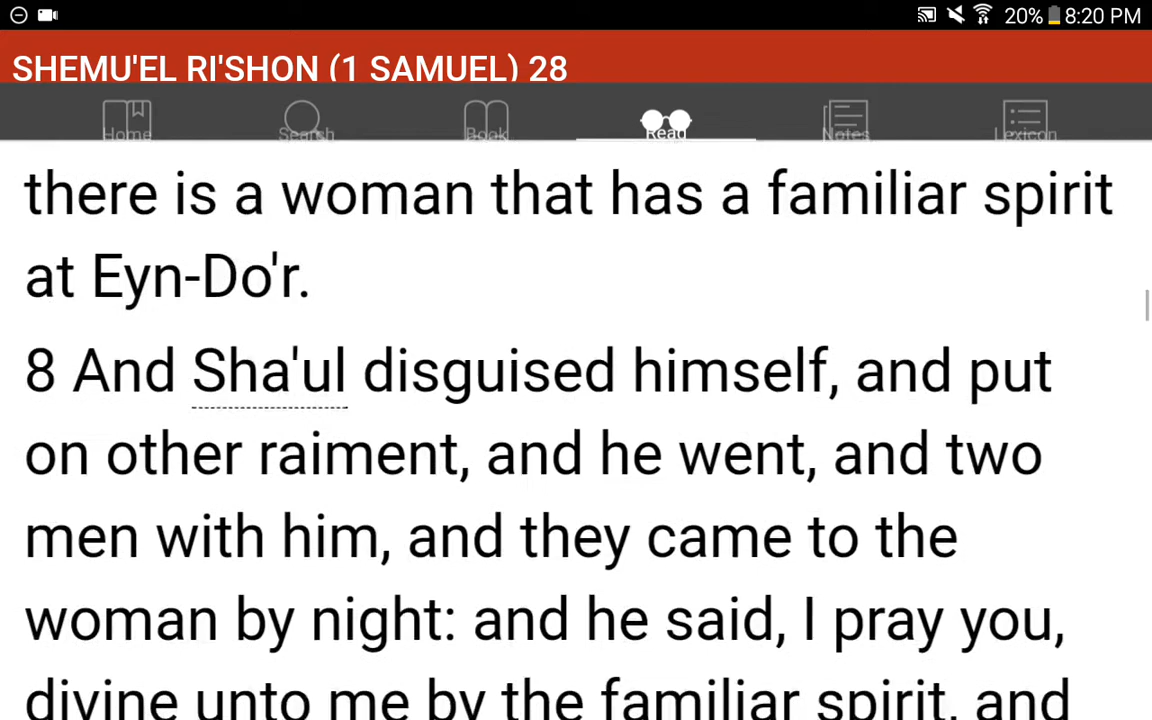 20% 8:20 PM
SHEMU'EL RI'SHON (1 SAMUEL) 28
Home Search Book Read Notes Lexicon
there is a woman that has a familiar spirit
at Eyn-Do'r.
8 And Sha'ul disguised himself, and put
on other raiment, and he went, and two
men with him, and they came to the
woman by night: and he said, I pray you,
divine unto me by the familiar spirit, and